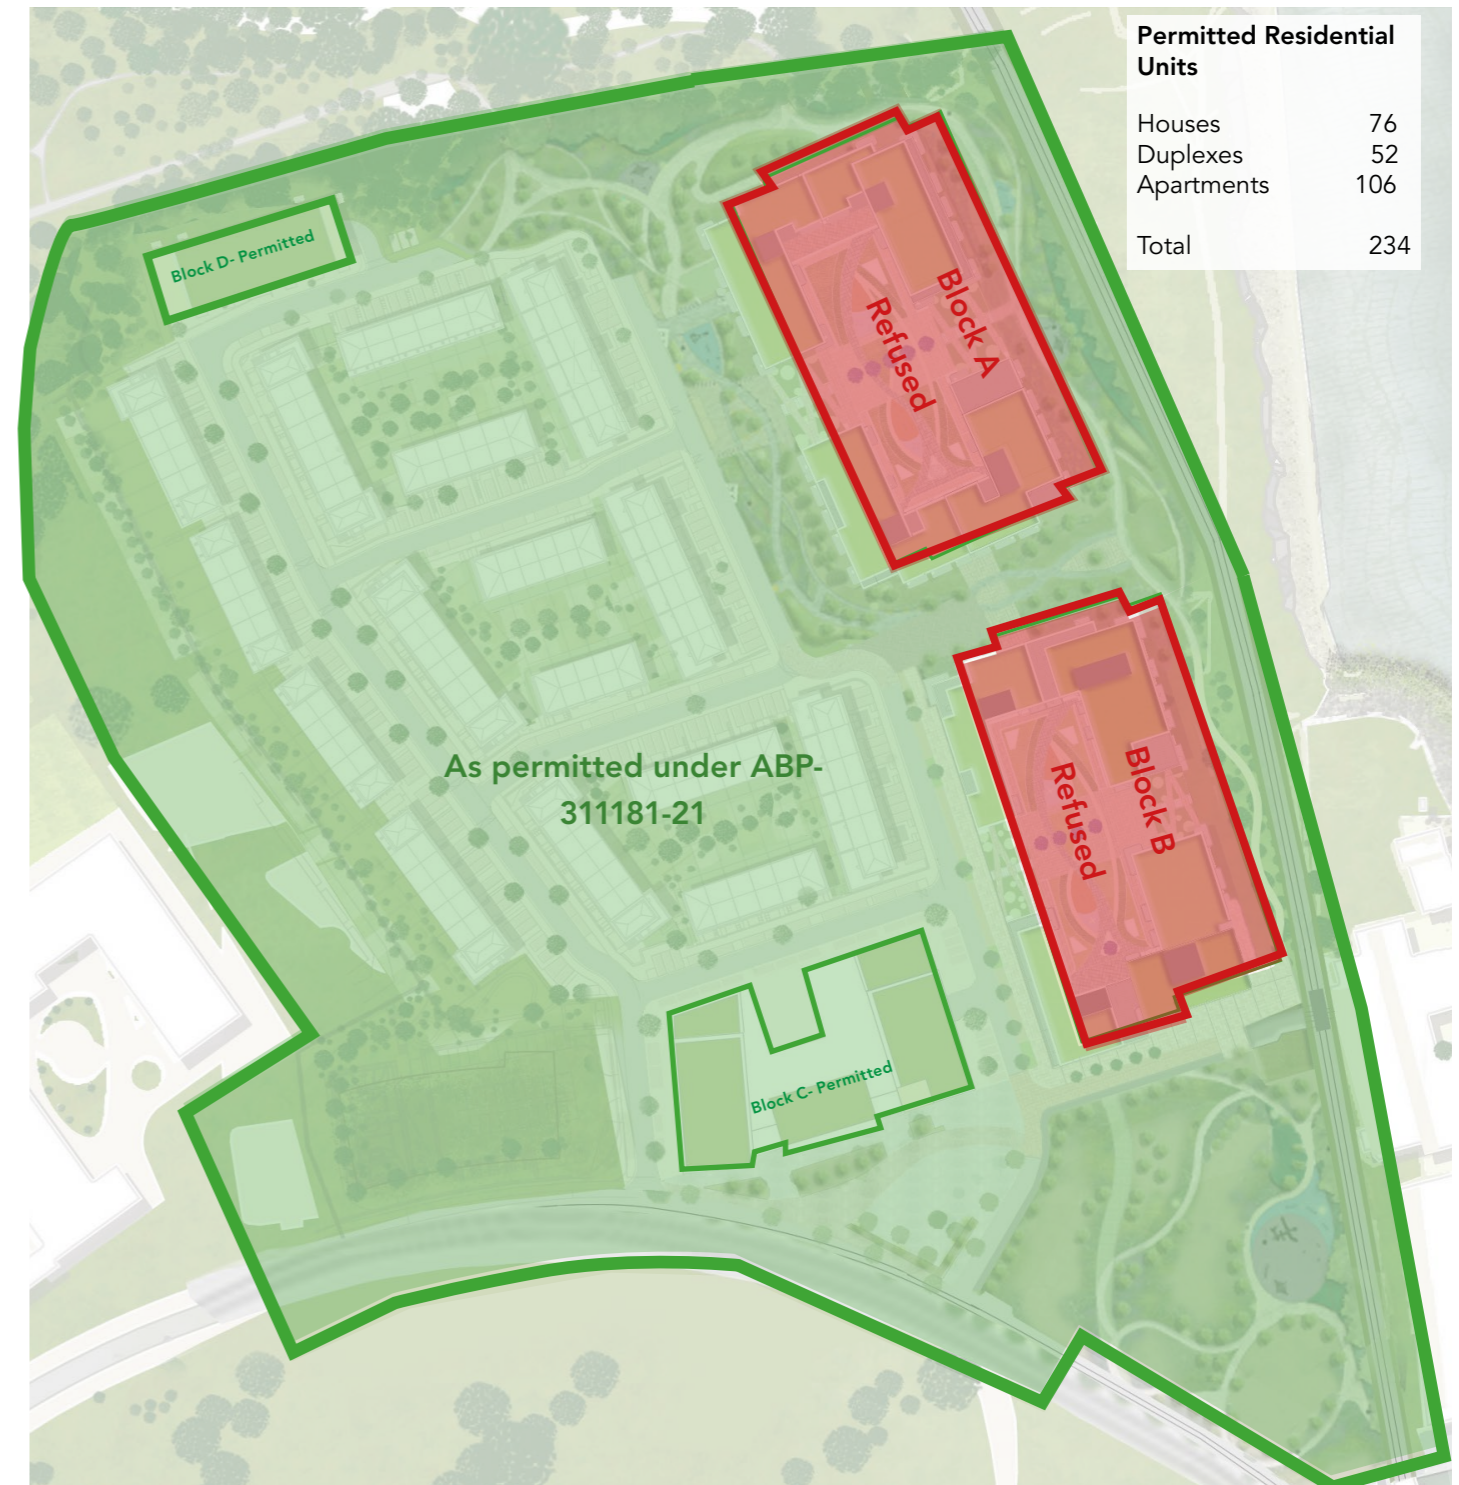 Permitted Residential
Units
Houses 76
Duplexes 52
Apartments 106
Total 234
Block D- Permitted
Block A
Refused
Block B
Refused
As permitted under ABP-
311181-21
Block C- Permitted